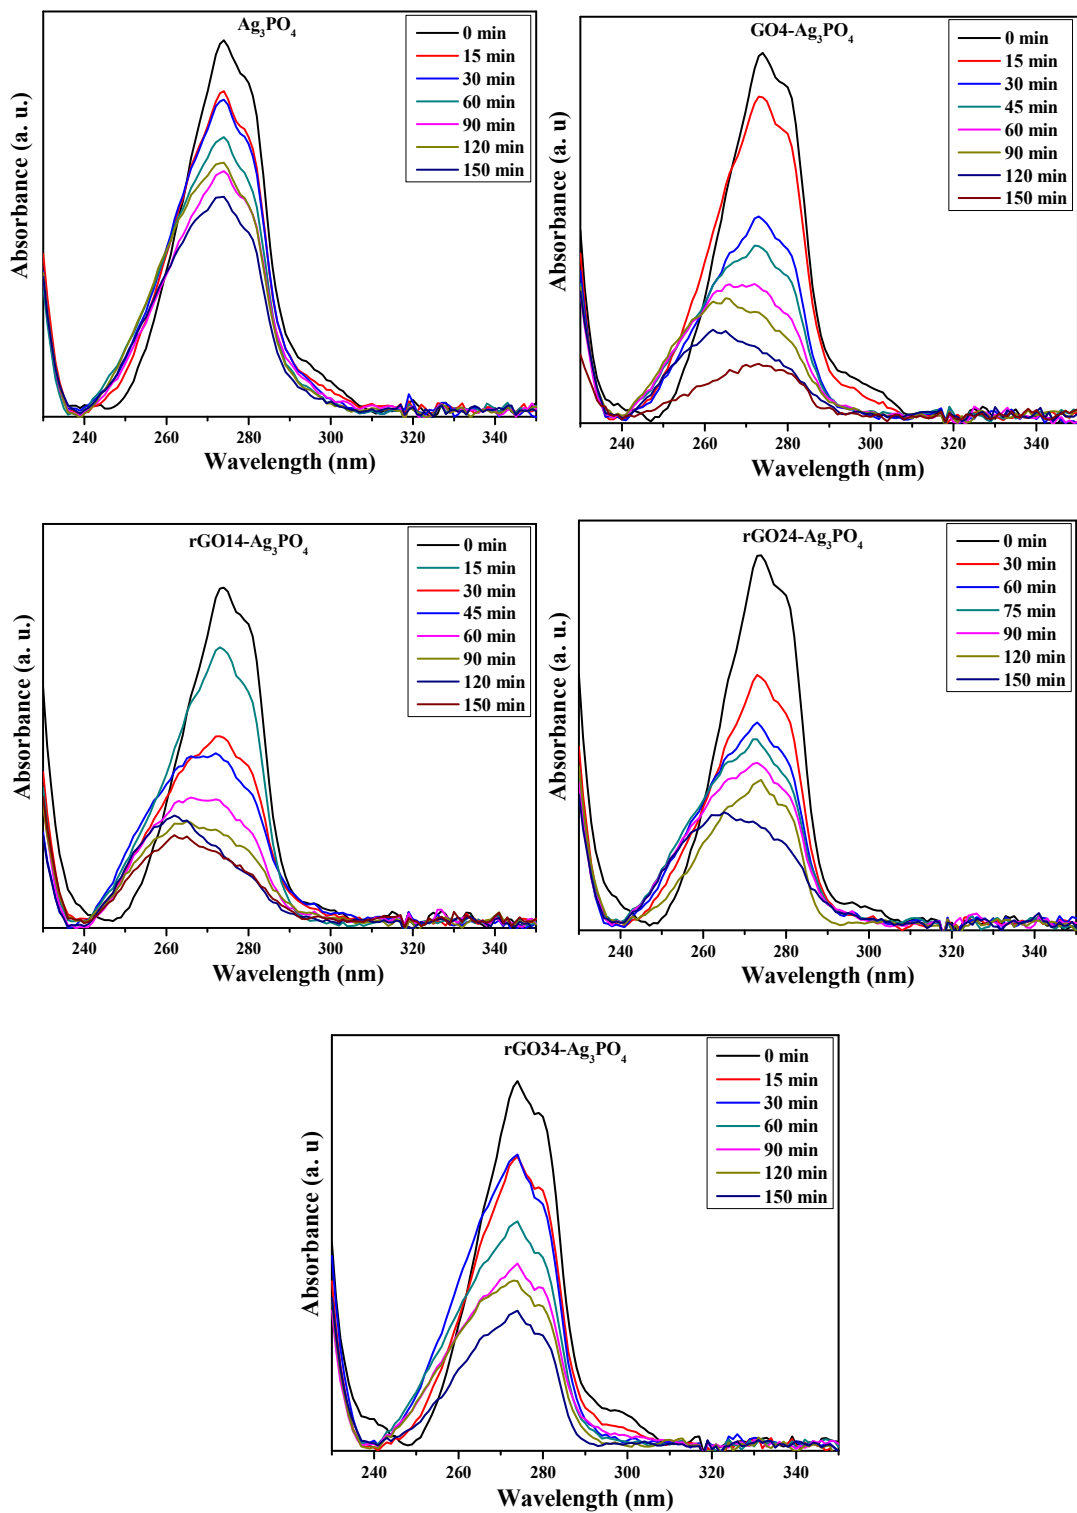 Ag₃PO₄
0 min
15 min
30 min
60 min
90 min
120 min
150 min
Absorbance (a. u.)
240 260 280 300 320 340
Wavelength (nm)
GO4-Ag₃PO₄
0 min
15 min
30 min
45 min
60 min
90 min
120 min
150 min
Absorbance (a. u)
240 260 280 300 320 340
Wavelength (nm)
rGO14-Ag₃PO₄
0 min
15 min
30 min
45 min
60 min
90 min
120 min
150 min
Absorbance (a. u.)
240 260 280 300 320 340
Wavelength (nm)
rGO24-Ag₃PO₄
0 min
30 min
60 min
75 min
90 min
120 min
150 min
Absorbance (a. u.)
240 260 280 300 320 340
Wavelength (nm)
rGO34-Ag₃PO₄
0 min
15 min
30 min
60 min
90 min
120 min
150 min
Absorbance (a. u)
240 260 280 300 320 340
Wavelength (nm)